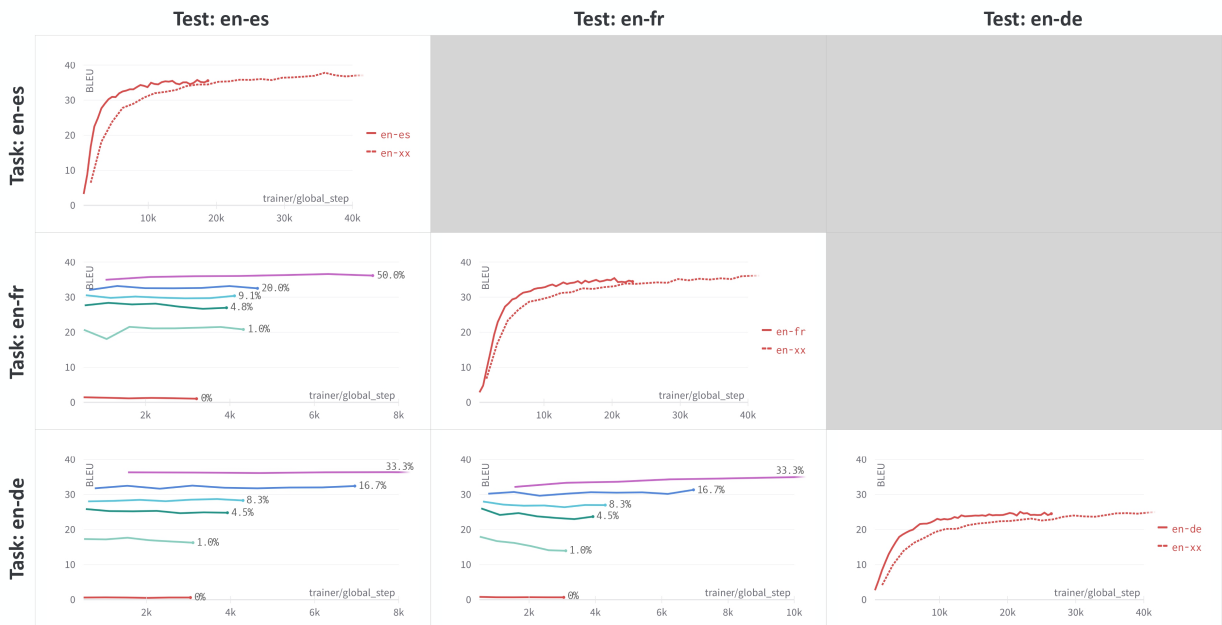 Test: en-es Test: en-fr Test: en-de
Task: en-es
BLEU
40
30
20
10
0
10k 20k 30k 40k
trainer/global_step
en-es
en-xx
Task: en-fr
BLEU
40
30
20
10
0
2k 4k 6k 8k
trainer/global_step
50.0%
20.0%
9.1%
4.8%
1.0%
0%
BLEU
40
30
20
10
0
10k 20k 30k 40k
trainer/global_step
en-fr
en-xx
Task: en-de
BLEU
40
30
20
10
0
2k 4k 6k 8k
trainer/global_step
33.3%
16.7%
8.3%
4.5%
1.0%
0%
BLEU
40
30
20
10
0
2k 4k 6k 8k 10k
trainer/global_step
33.3%
16.7%
8.3%
4.5%
1.0%
0%
BLEU
40
30
20
10
0
10k 20k 30k 40k
trainer/global_step
en-de
en-xx